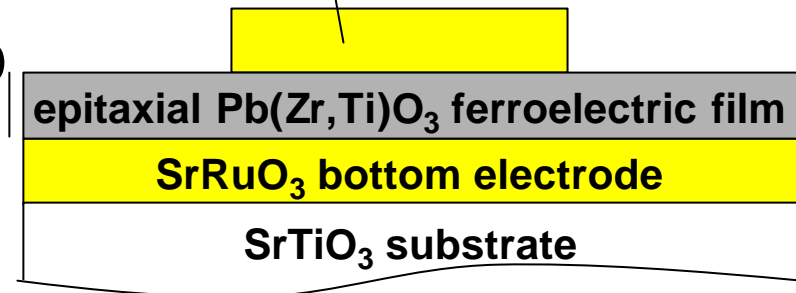 )
epitaxial Pb(Zr,Ti)O₃ ferroelectric film
SrRuO₃ bottom electrode
SrTiO₃ substrate